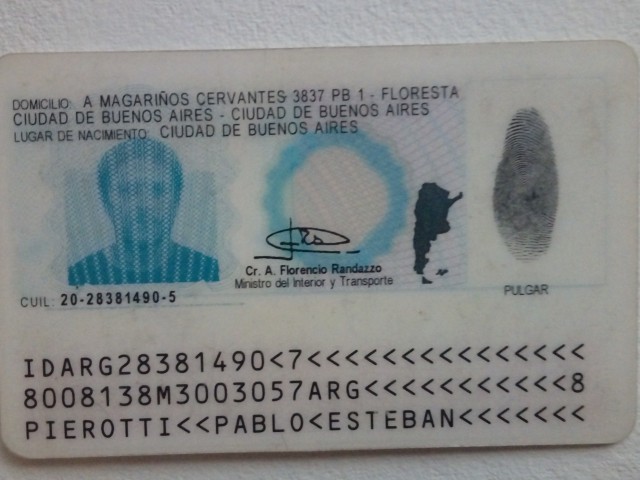 DOMICILIO: A MAGARIÑOS CERVANTES 3837 PB 1 - FLORESTA
CIUDAD DE BUENOS AIRES - CIUDAD DE BUENOS AIRES
LUGAR DE NACIMIENTO: CIUDAD DE BUENOS AIRES
Cr. A. Florencio Randazzo
Ministro del Interior y Transporte
PULGAR
CUIL: 20-28381490-5
IDARG28381490<7<<<<<<<<<<<<<<<
8008138M3003057ARG<<<<<<<<<<<8
PIEROTTI<<PABLO<ESTEBAN<<<<<<<